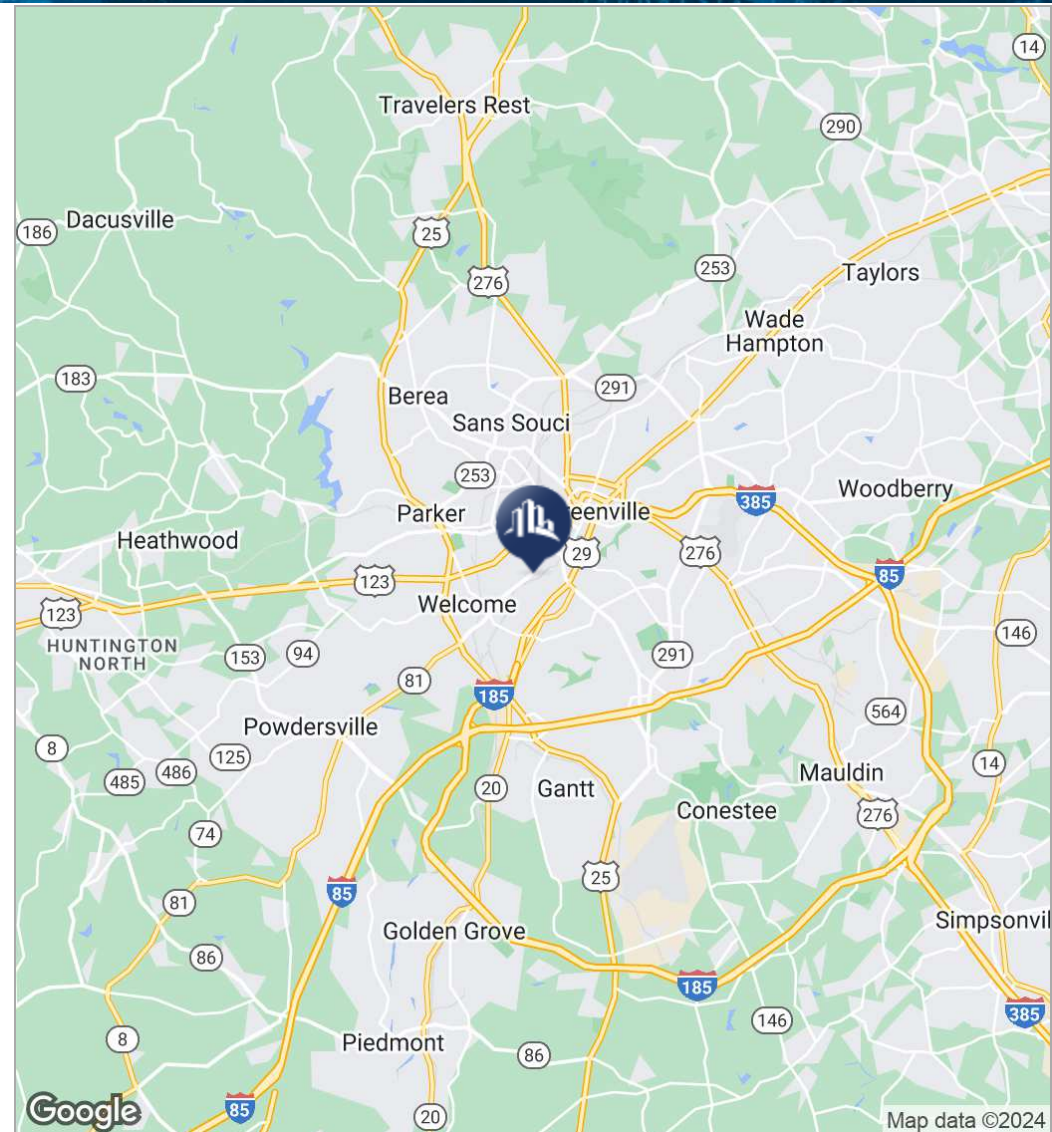 14
Travelers Rest
290
Dacusville
186
25
253
276
Taylors
Wade
Hampton
183
291
Berea
Sans Souci
253
385
Woodberry
Parker
reenville
Heathwood
29
276
85
123
123
Welcome
146
HUNTINGTON
NORTH
153
94
291
81
185
564
Powdersville
8
125
14
486
485
Mauldin
20
Gantt
Conestee
276
74
25
85
81
Simpsonvil
Golden Grove
86
185
385
146
8
Piedmont
86
85
20
Google
Map data ©2024